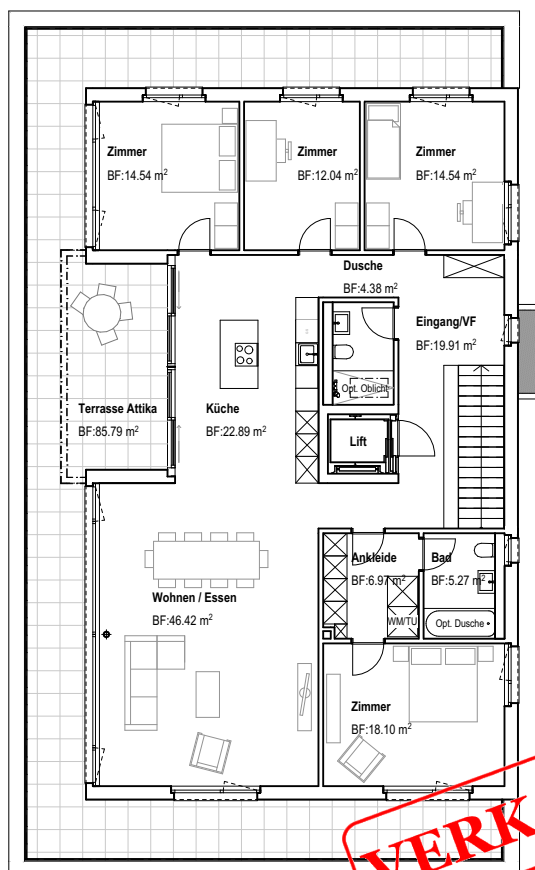 Zimmer
BF:14.54 m²
Zimmer
BF:12.04 m²
Zimmer
BF:14.54 m²
Dusche
BF:4.38 m²
Eingang/VF
BF:19.91 m²
Opt. Oblicht
Terrasse Attika
BF:85.79 m²
Küche
BF:22.89 m²
Lift
Ankleide
BF:6.97 m²
Bad
BF:5.27 m²
Wohnen / Essen
BF:46.42 m²
WM/TU
Opt. Dusche
Zimmer
BF:18.10 m²
VERK